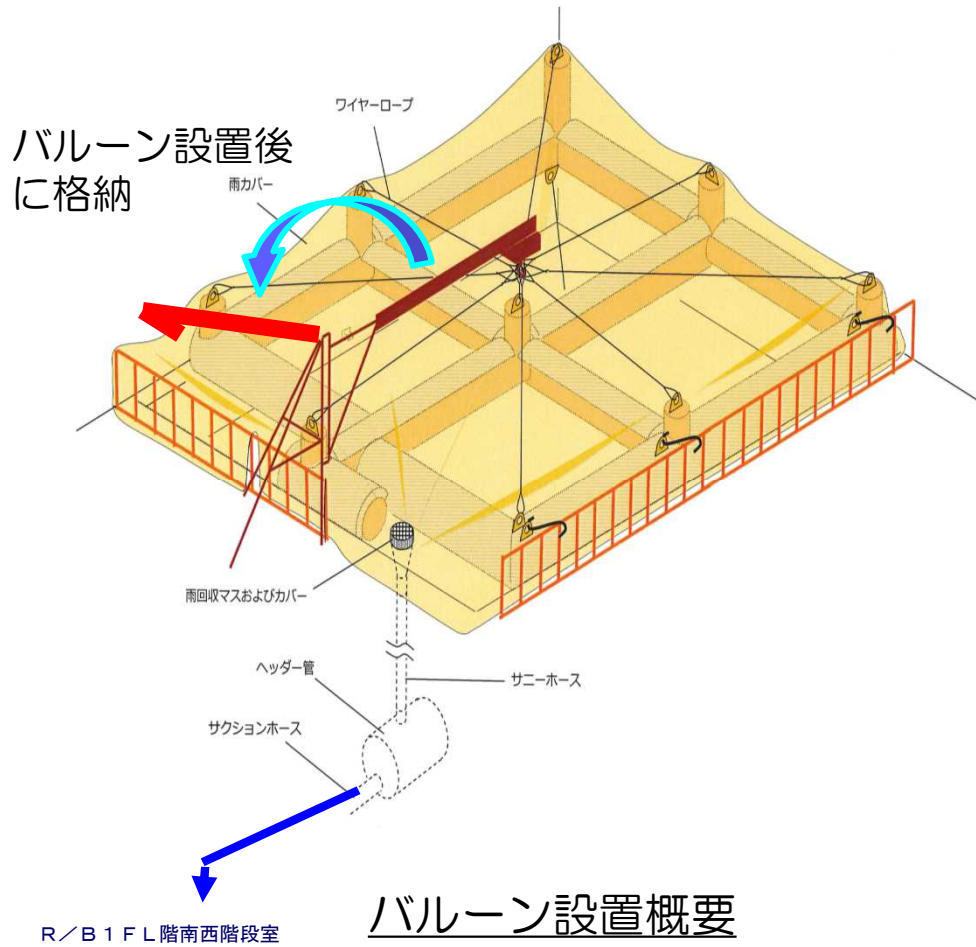 ワイヤーロープ
バルーン設置後
に格納
雨カバー
雨回収マスおよびカバー
ヘッダー管
サニーホース
サクションホース
バルーン設置概要
R/B1FL階南西階段室